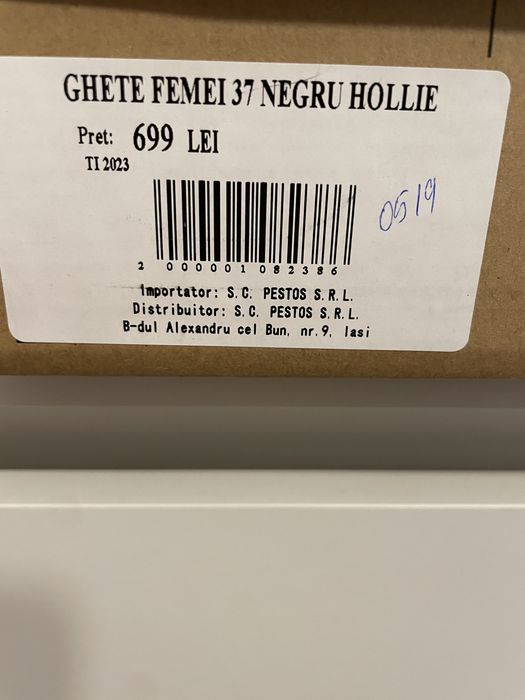 GHETE FEMEI 37 NEGRU HOLLIE
Pret: 699 LEI
TI 2023
0519
2 000001 082386
Importator: S.C. PESTOS S.R.L.
Distribuitor: S.C. PESTOS S.R.L.
B-dul Alexandru cel Bun, nr.9, Iasi